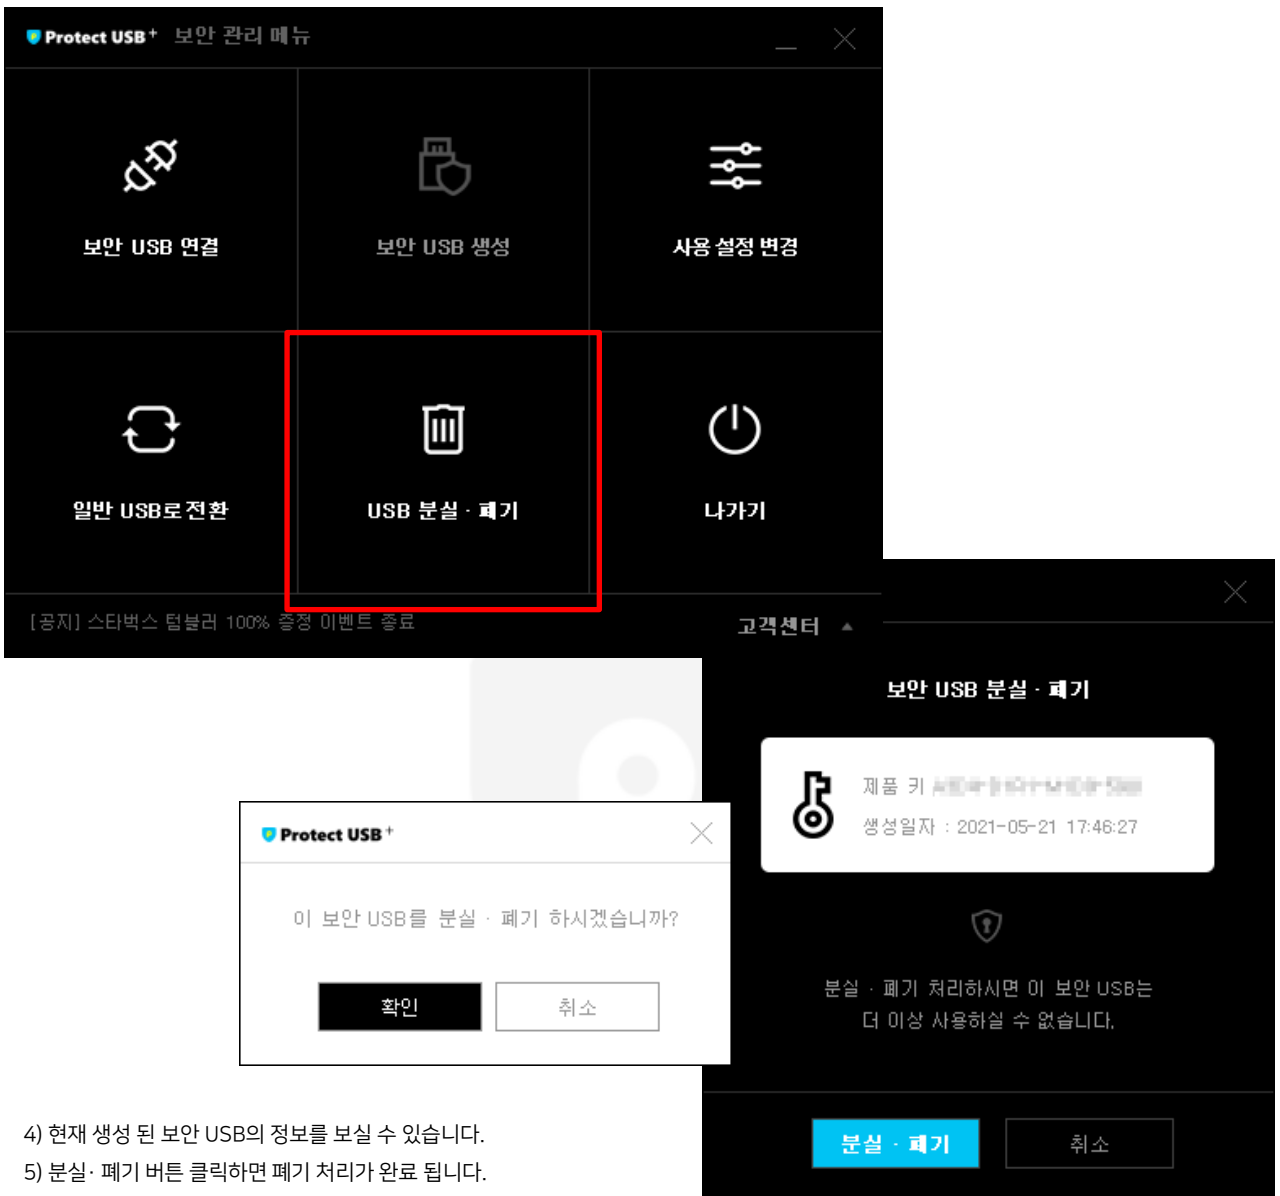 Protect USB+ 보안 관리 메뉴
보안 USB 연결
보안 USB 생성
사용 설정 변경
일반 USB로 전환
USB 분실 · 폐기
나가기
[공지] 스타벅스 텀블러 100% 증정 이벤트 종료
고객센터
보안 USB 분실 · 폐기
제품 키
생성일자 : 2021-05-21 17:46:27
분실 · 폐기 처리하시면 이 보안 USB는
더 이상 사용하실 수 없습니다.
분실 · 폐기
취소
Protect USB+
이 보안 USB를 분실 · 폐기 하시겠습니까?
확인
취소
4) 현재 생성 된 보안 USB의 정보를 보실 수 있습니다.
5) 분실· 폐기 버튼 클릭하면 폐기 처리가 완료 됩니다.